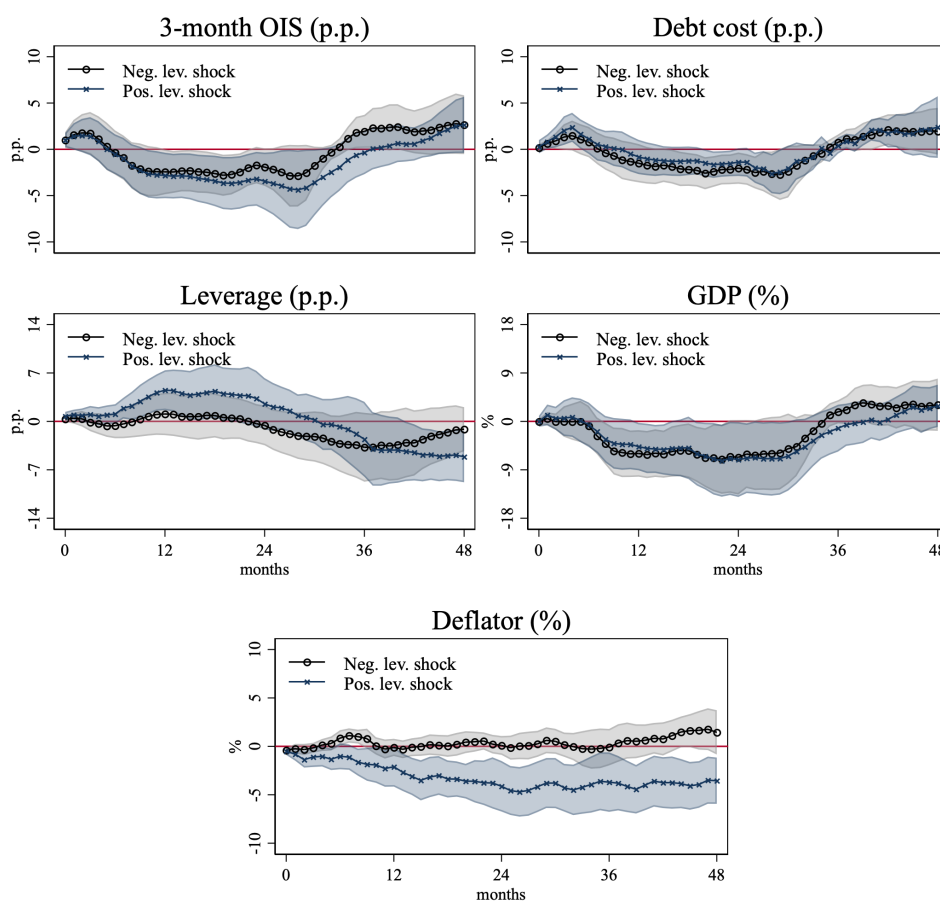 3-month OIS (p.p.)
Debt cost (p.p.)
10
5
0
-5
-10
p.p.
Neg. lev. shock
Pos. lev. shock
10
5
0
-5
-10
p.p.
Neg. lev. shock
Pos. lev. shock
Leverage (p.p.)
GDP (%)
14
7
0
-7
-14
p.p.
Neg. lev. shock
Pos. lev. shock
0 12 24 36 48
months
18
9
0
-9
-18
%
Neg. lev. shock
Pos. lev. shock
0 12 24 36 48
months
Deflator (%)
10
5
0
-5
-10
%
Neg. lev. shock
Pos. lev. shock
0 12 24 36 48
months